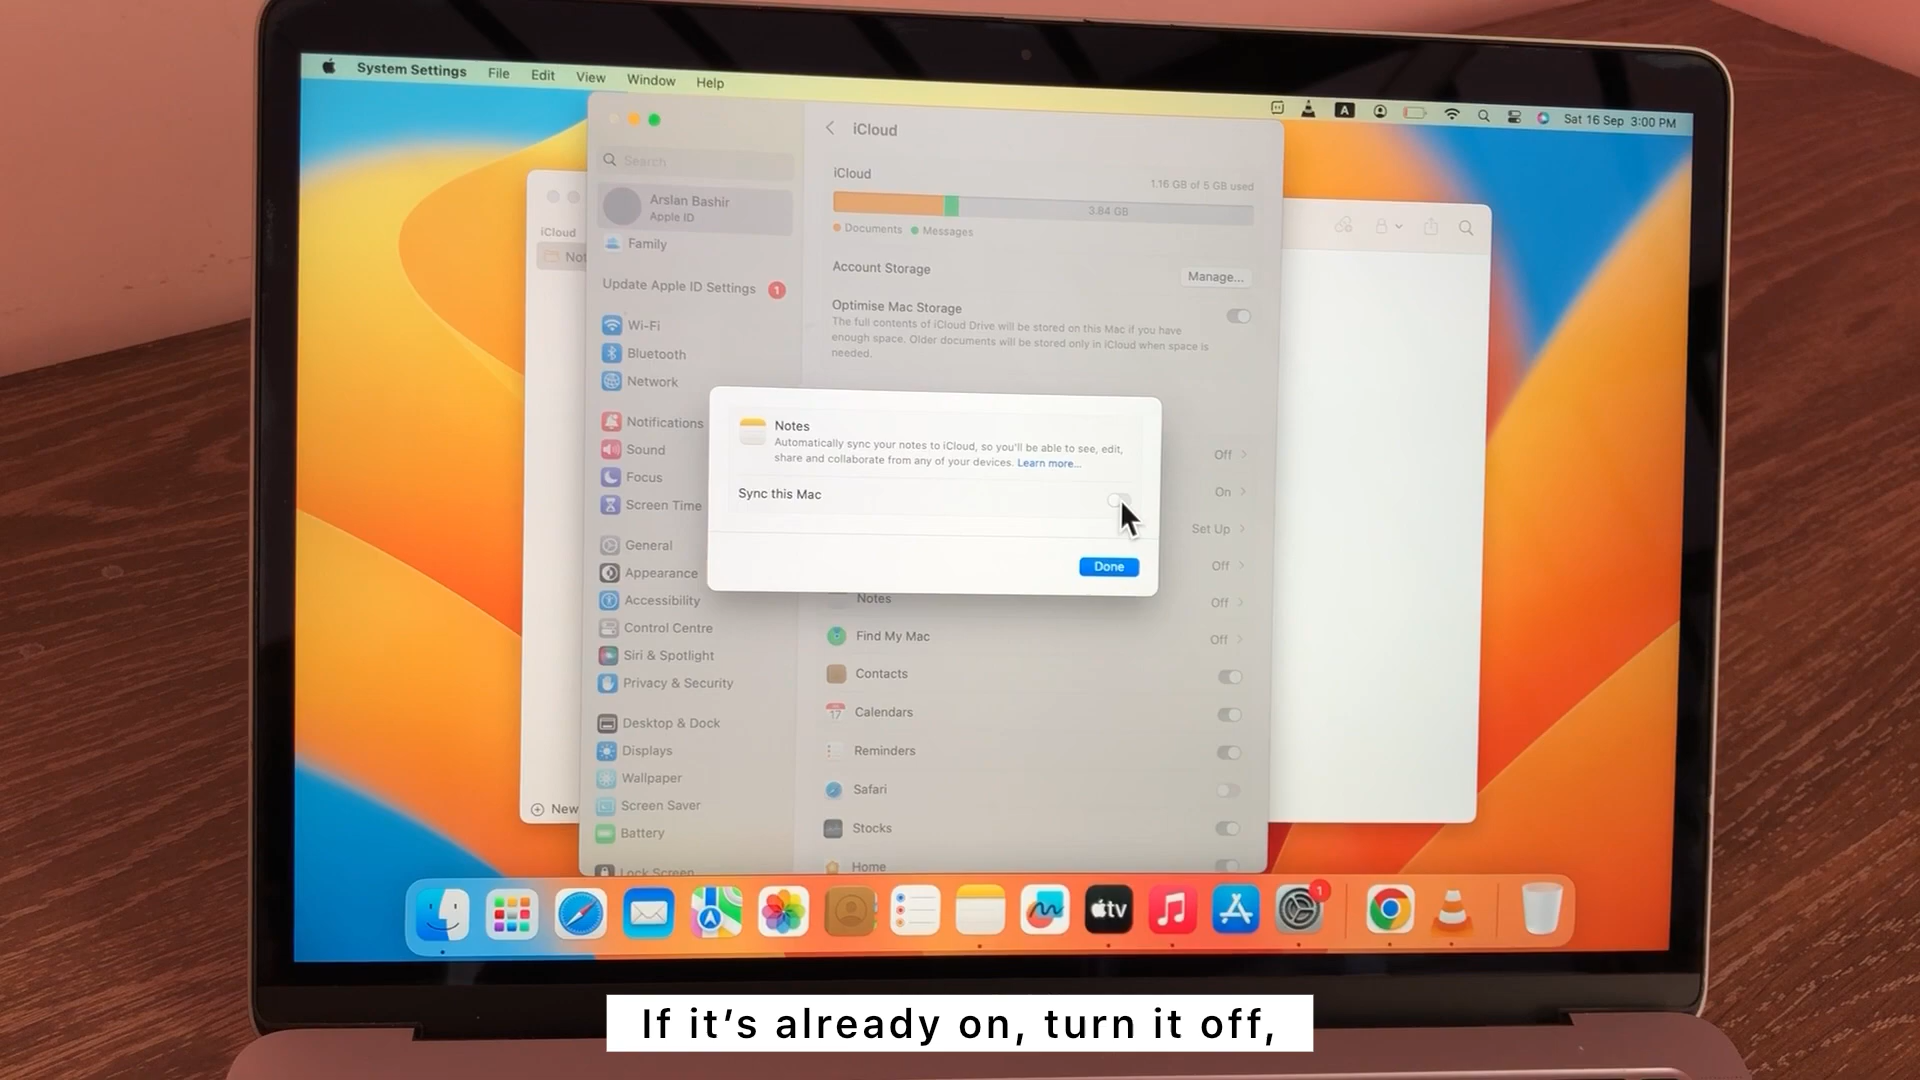 System Settings File Edit View Window Help
A
Sat 16 Sep 3:00 PM
iCloud
Search
Arslan Bashir
Apple ID
Family
Update Apple ID Settings 1
Wi-Fi
Bluetooth
Network
Notifications
Sound
Focus
Screen Time
General
Appearance
Accessibility
Control Centre
Siri & Spotlight
Privacy & Security
Desktop & Dock
Displays
Wallpaper
Screen Saver
Battery
Lock Screen
iCloud
Not
New
iCloud
1.16 GB of 5 GB used
3.84 GB
Documents Messages
Account Storage
Manage...
Optimise Mac Storage
The full contents of iCloud Drive will be stored on this Mac if you have
enough space. Older documents will be stored only in iCloud when space is
needed.
Off
On
Set Up
Off
Notes
Automatically sync your notes to iCloud, so you'll be able to see, edit,
share and collaborate from any of your devices. Learn more...
Sync this Mac
Done
Notes Off
Find My Mac Off
Contacts
17
Calendars
Reminders
Safari
Stocks
Home
tv
1
If it's already on, turn it off,